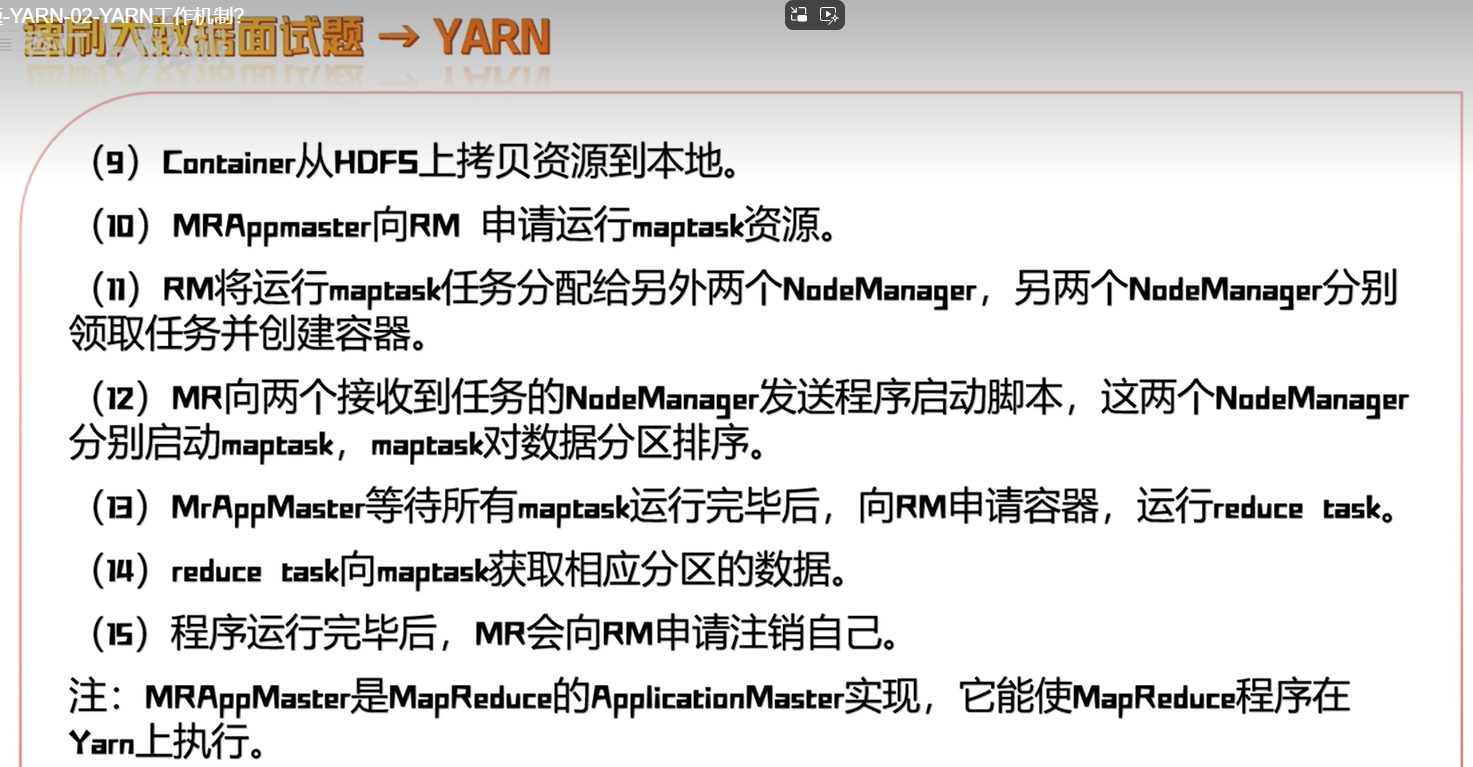 -YARN-02-YARN工作机制?
大数据面试题 → YARN
（9）Container从HDFS上拷贝资源到本地。
（10）MRAppmaster向RM 申请运行maptask资源。
（11）RM将运行maptask任务分配给另外两个NodeManager，另两个NodeManager分别
领取任务并创建容器。
（12）MR向两个接收到任务的NodeManager发送程序启动脚本，这两个NodeManager
分别启动maptask，maptask对数据分区排序。
（13）MrAppMaster等待所有maptask运行完毕后，向RM申请容器，运行reduce task。
（14）reduce task向maptask获取相应分区的数据。
（15）程序运行完毕后，MR会向RM申请注销自己。
注：MRAppMaster是MapReduce的ApplicationMaster实现，它能使MapReduce程序在
Yarn上执行。